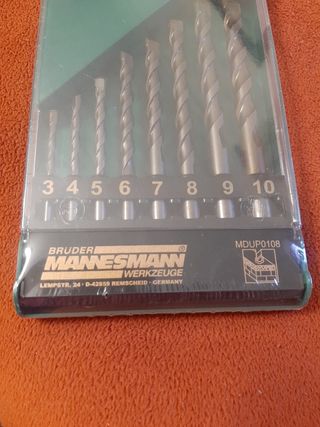 3 4 5 6 7 8 9 10
BRÜDER
MANNESMANN ®
WERKZEUGE
LEMPSTR. 24 · D-42859 REMSCHEID · GERMANY
MDUP0108